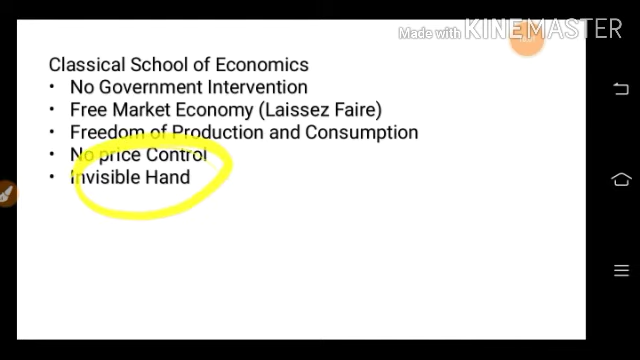 Made with KINEMASTER
Classical School of Economics
• No Government Intervention
• Free Market Economy (Laissez Faire)
• Freedom of Production and Consumption
• No price Control
• Invisible Hand